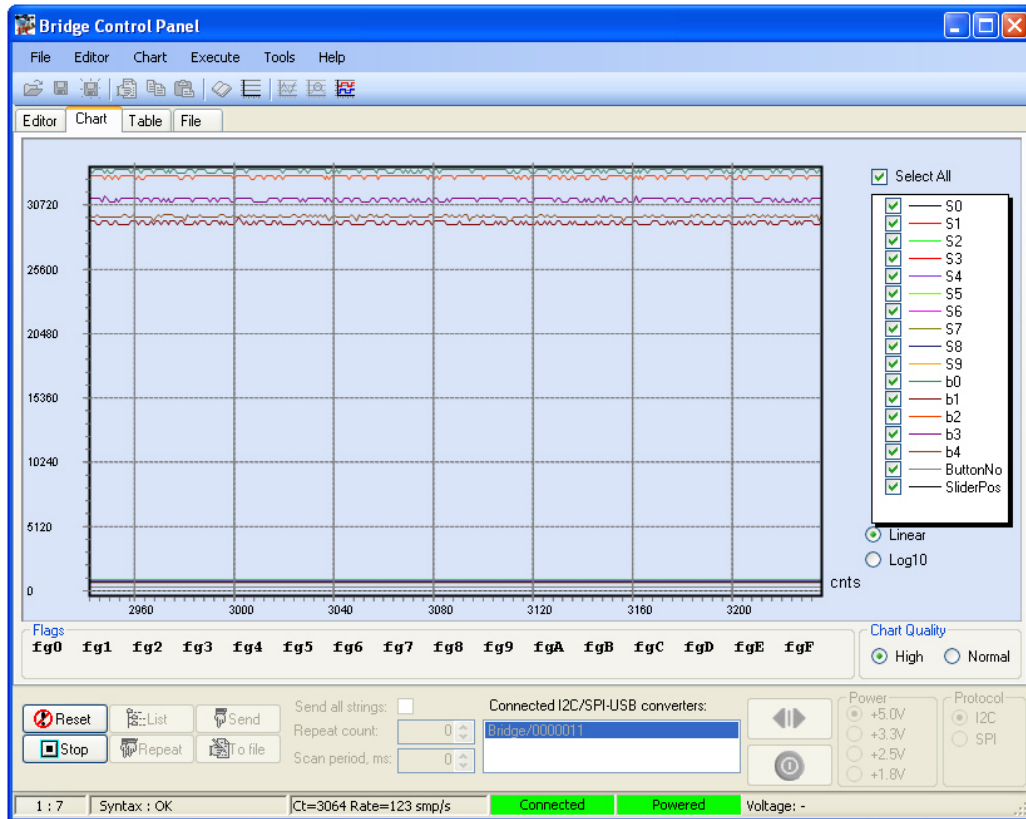 Bridge Control Panel
File Editor Chart Execute Tools Help
Editor Chart Table File
30720
25600
20480
15360
10240
5120
0
2960 3000 3040 3080 3120 3160 3200
cnts
Select All
S0
S1
S2
S3
S4
S5
S6
S7
S8
S9
b0
b1
b2
b3
b4
ButtonNo
SliderPos
Linear
Log10
Flags
fg0 fg1 fg2 fg3 fg4 fg5 fg6 fg7 fg8 fg9 fgA fgB fgC fgD fgE fgF
Chart Quality
High Normal
Reset List Send
Stop Repeat To file
Send all strings:
Repeat count: 0
Scan period, ms: 0
Connected I2C/SPI-USB converters:
Bridge/0000011
Power
+5.0V
+3.3V
+2.5V
+1.8V
Protocol
I2C
SPI
1 : 7 Syntax : OK Ct=3064 Rate=123 smp/s Connected Powered Voltage: -